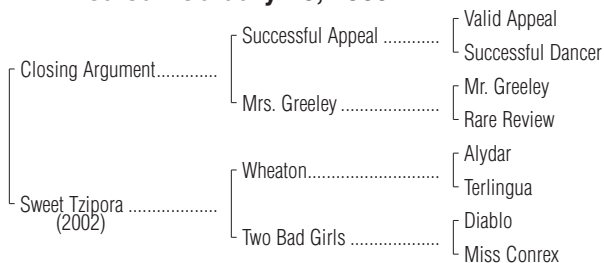 Valid Appeal
Successful Appeal .....................
Successful Dancer
Closing Argument.............
Mr. Greeley
Mrs. Greeley .....................
Rare Review
Alydar
Wheaton............................
Terlingua
Sweet Tzipora ...................
(2002)
Diablo
Two Bad Girls ...................
Miss Conrex